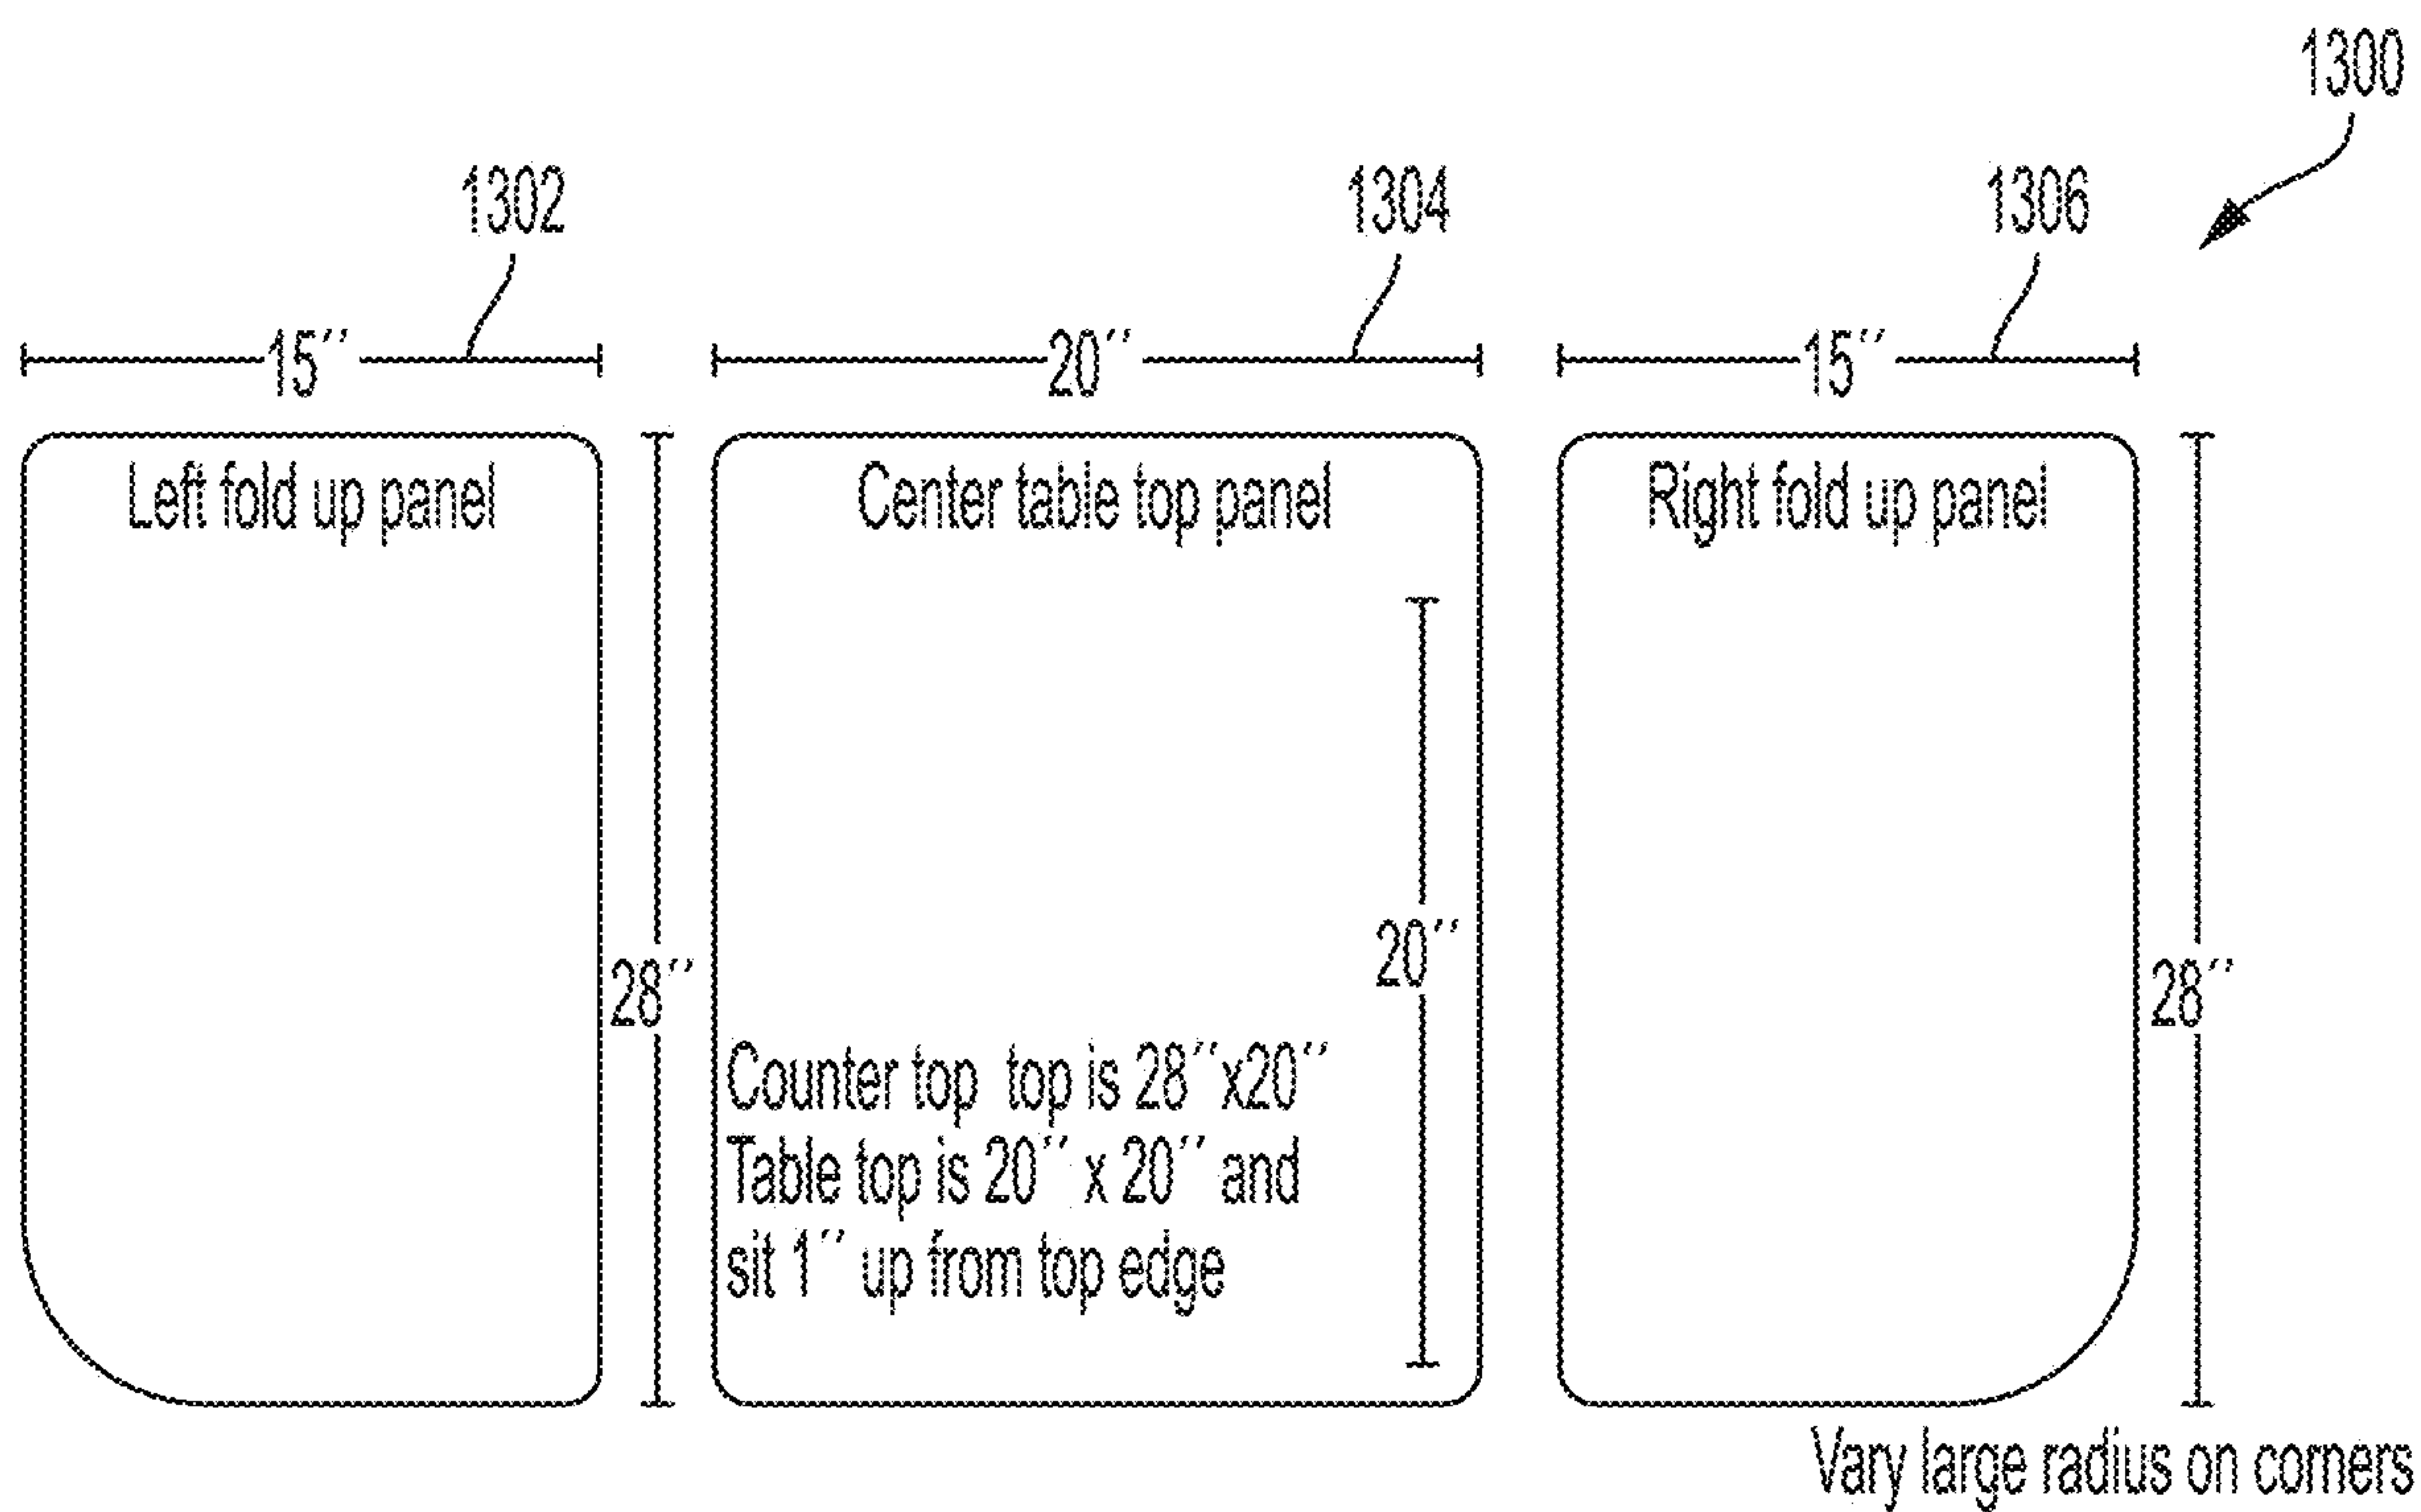 1300
1302
1304
1306
15″
20″
15″
Left fold up panel
Center table top panel
Right fold up panel
28″
20″
28″
Counter top top is 28″x20″
Table top is 20″ x 20″ and
sit 1″ up from top edge
Vary large radius on corners